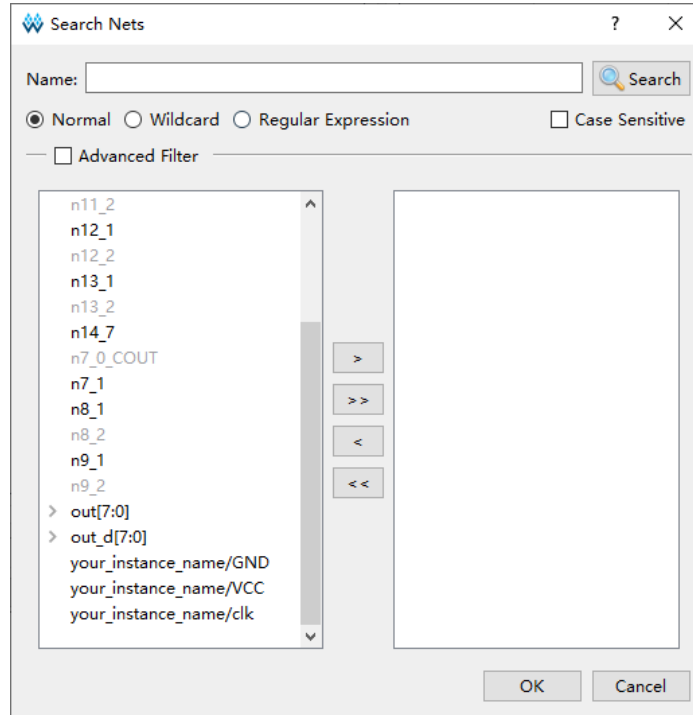 Search Nets ? ×
Name: Search
Normal Wildcard Regular Expression Case Sensitive
Advanced Filter
n11_2
n12_1
n12_2
n13_1
n13_2
n14_7
n7_0_COUT
n7_1
n8_1
n8_2
n9_1
n9_2
out[7:0]
out_d[7:0]
your_instance_name/GND
your_instance_name/VCC
your_instance_name/clk
>
>>
<
<<
OK Cancel